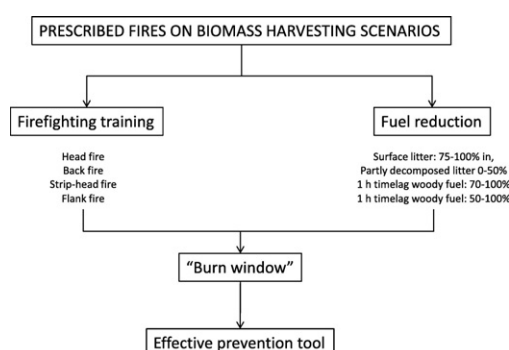 PRESCRIBED FIRES ON BIOMASS HARVESTING SCENARIOS
Firefighting training
Head fire
Back fire
Strip-head fire
Flank fire
Fuel reduction
Surface litter: 75-100% in,
Partly decomposed litter 0-50%
1 h timelag woody fuel: 70-100%
1 h timelag woody fuel: 50-100%
“Burn window”
Effective prevention tool